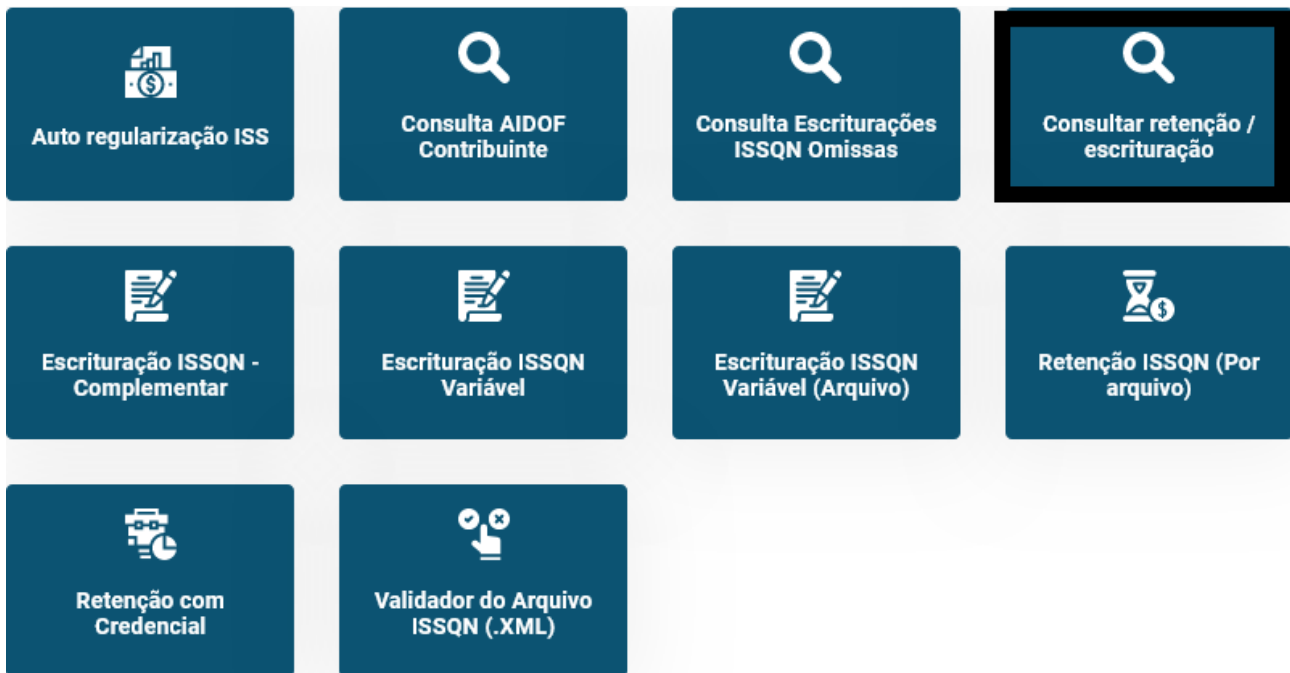 Auto regularização ISS
Consulta AIDOF
Contribuinte
Consulta Escriturações
ISSQN Omissas
Consultar retenção /
escrituração
Escrituração ISSQN -
Complementar
Escrituração ISSQN
Variável
Escrituração ISSQN
Variável (Arquivo)
Retenção ISSQN (Por
arquivo)
Retenção com
Credencial
Validador do Arquivo
ISSQN (.XML)